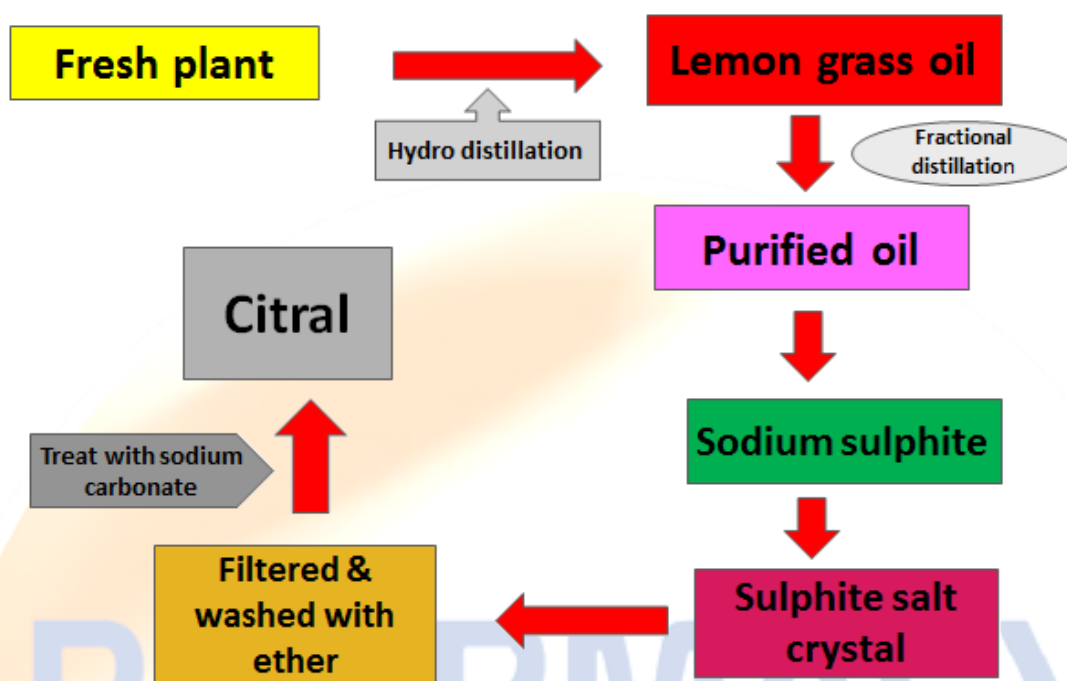 Fresh plant
Hydro distillation
Lemon grass oil
Fractional
distillation
Purified oil
Sodium sulphite
Sulphite salt
crystal
Filtered &
washed with
ether
Treat with sodium
carbonate
Citral